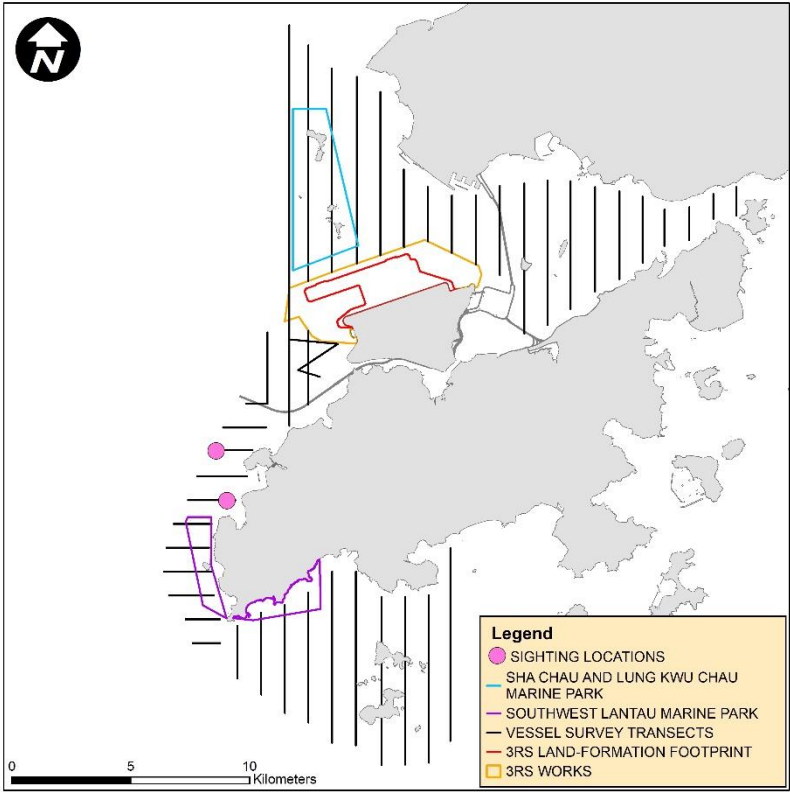 N
Legend
SIGHTING LOCATIONS
SHA CHAU AND LUNG KWU CHAU
MARINE PARK
SOUTHWEST LANTAU MARINE PARK
VESSEL SURVEY TRANSECTS
3RS LAND-FORMATION FOOTPRINT
3RS WORKS
0 5 10
Kilometers